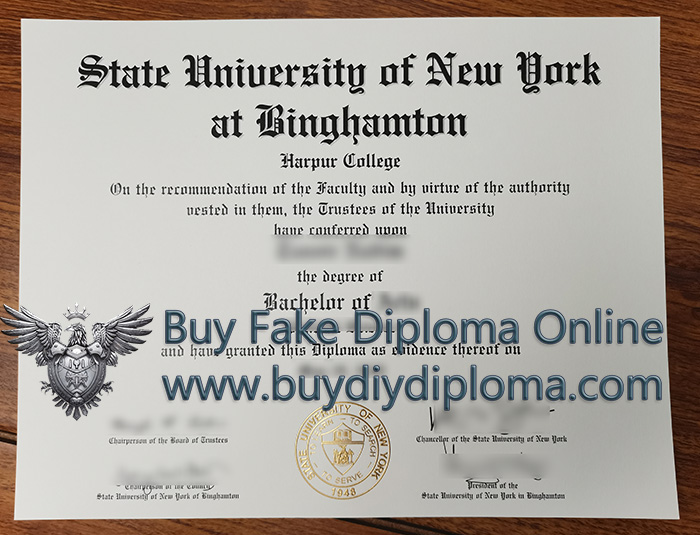 State University of New York
at Binghamton
Harpur College
On the recommendation of the Faculty and by virtue of the authority
vested in them, the Trustees of the University
have conferred upon
the degree of
Bachelor of
Buy Fake Diploma Online
and have granted this Diploma as evidence thereof on
www.buydiydiploma.com
Chairperson of the Board of Trustees
Chancellor of the State University of New York
STATE UNIVERSITY OF NEW YORK
TO SEARCH
TO SERVE
1948
Chairperson of the Council
State University of New York at Binghamton
President of the
State University of New York in Binghamton